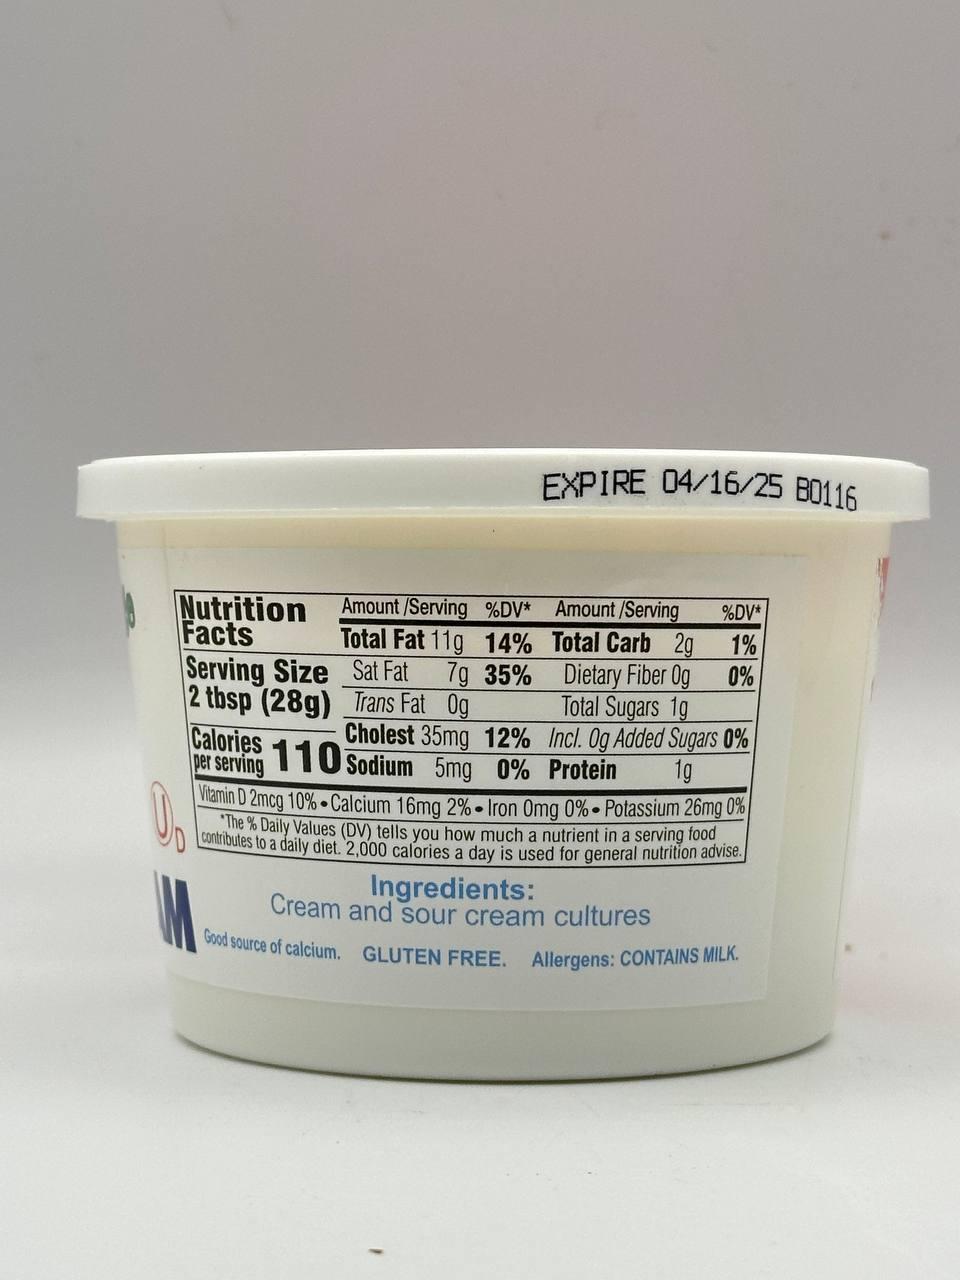 EXPIRE 04/16/25 B0116
Nutrition
Facts
Serving Size
2 tbsp (28g)
Calories
per serving 110
Amount /Serving %DV* Amount /Serving %DV*
Total Fat 11g 14% Total Carb 2g 1%
Sat Fat 7g 35% Dietary Fiber 0g 0%
Trans Fat 0g Total Sugars 1g
Cholest 35mg 12% Incl. 0g Added Sugars 0%
Sodium 5mg 0% Protein 1g
Vitamin D 2mcg 10% • Calcium 16mg 2% • Iron 0mg 0% • Potassium 26mg 0%
*The % Daily Values (DV) tells you how much a nutrient in a serving food
contributes to a daily diet. 2,000 calories a day is used for general nutrition advise.
U D
AM
Ingredients:
Cream and sour cream cultures
Good source of calcium. GLUTEN FREE. Allergens: CONTAINS MILK.